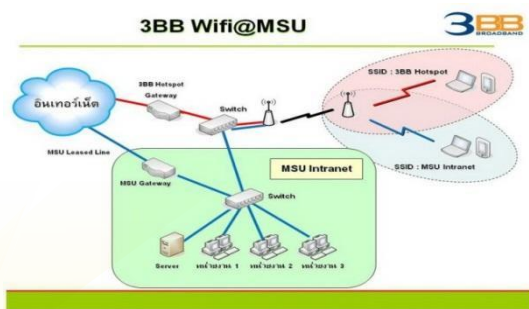 3BB Wifi@MSU
3BB
BROADBAND
3BB Hotspot
Gateway
อินเทอร์เน็ต
Switch
SSID : 3BB Hotspot
MSU Leased Line
MSU Gateway
MSU Intranet
SSID : MSU Intranet
Switch
Server
หน่วยงาน 1
หน่วยงาน 2
หน่วยงาน 3